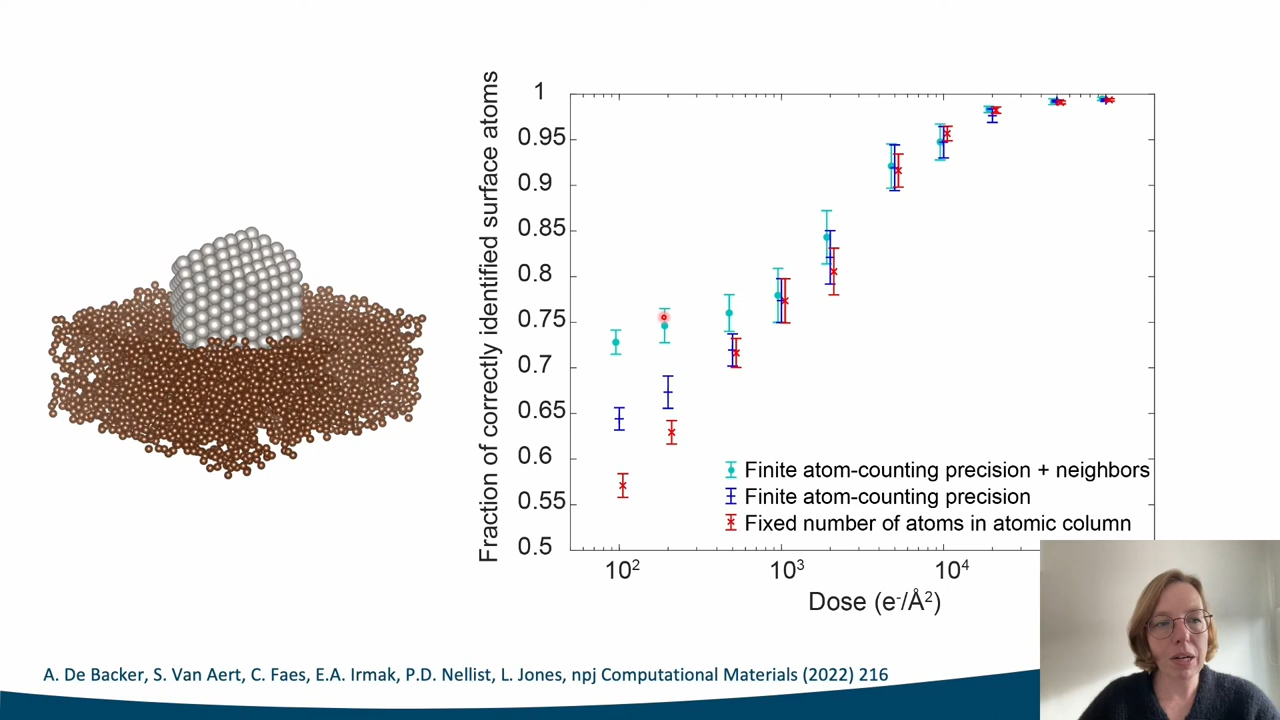 Fraction of correctly identified surface atoms
1
0.95
0.9
0.85
0.8
0.75
0.7
0.65
0.6
0.55
0.5
Finite atom-counting precision + neighbors
Finite atom-counting precision
Fixed number of atoms in atomic column
10² 10³ 10⁴
Dose (e⁻/Å²)
A. De Backer, S. Van Aert, C. Faes, E.A. Irmak, P.D. Nellist, L. Jones, npj Computational Materials (2022) 216